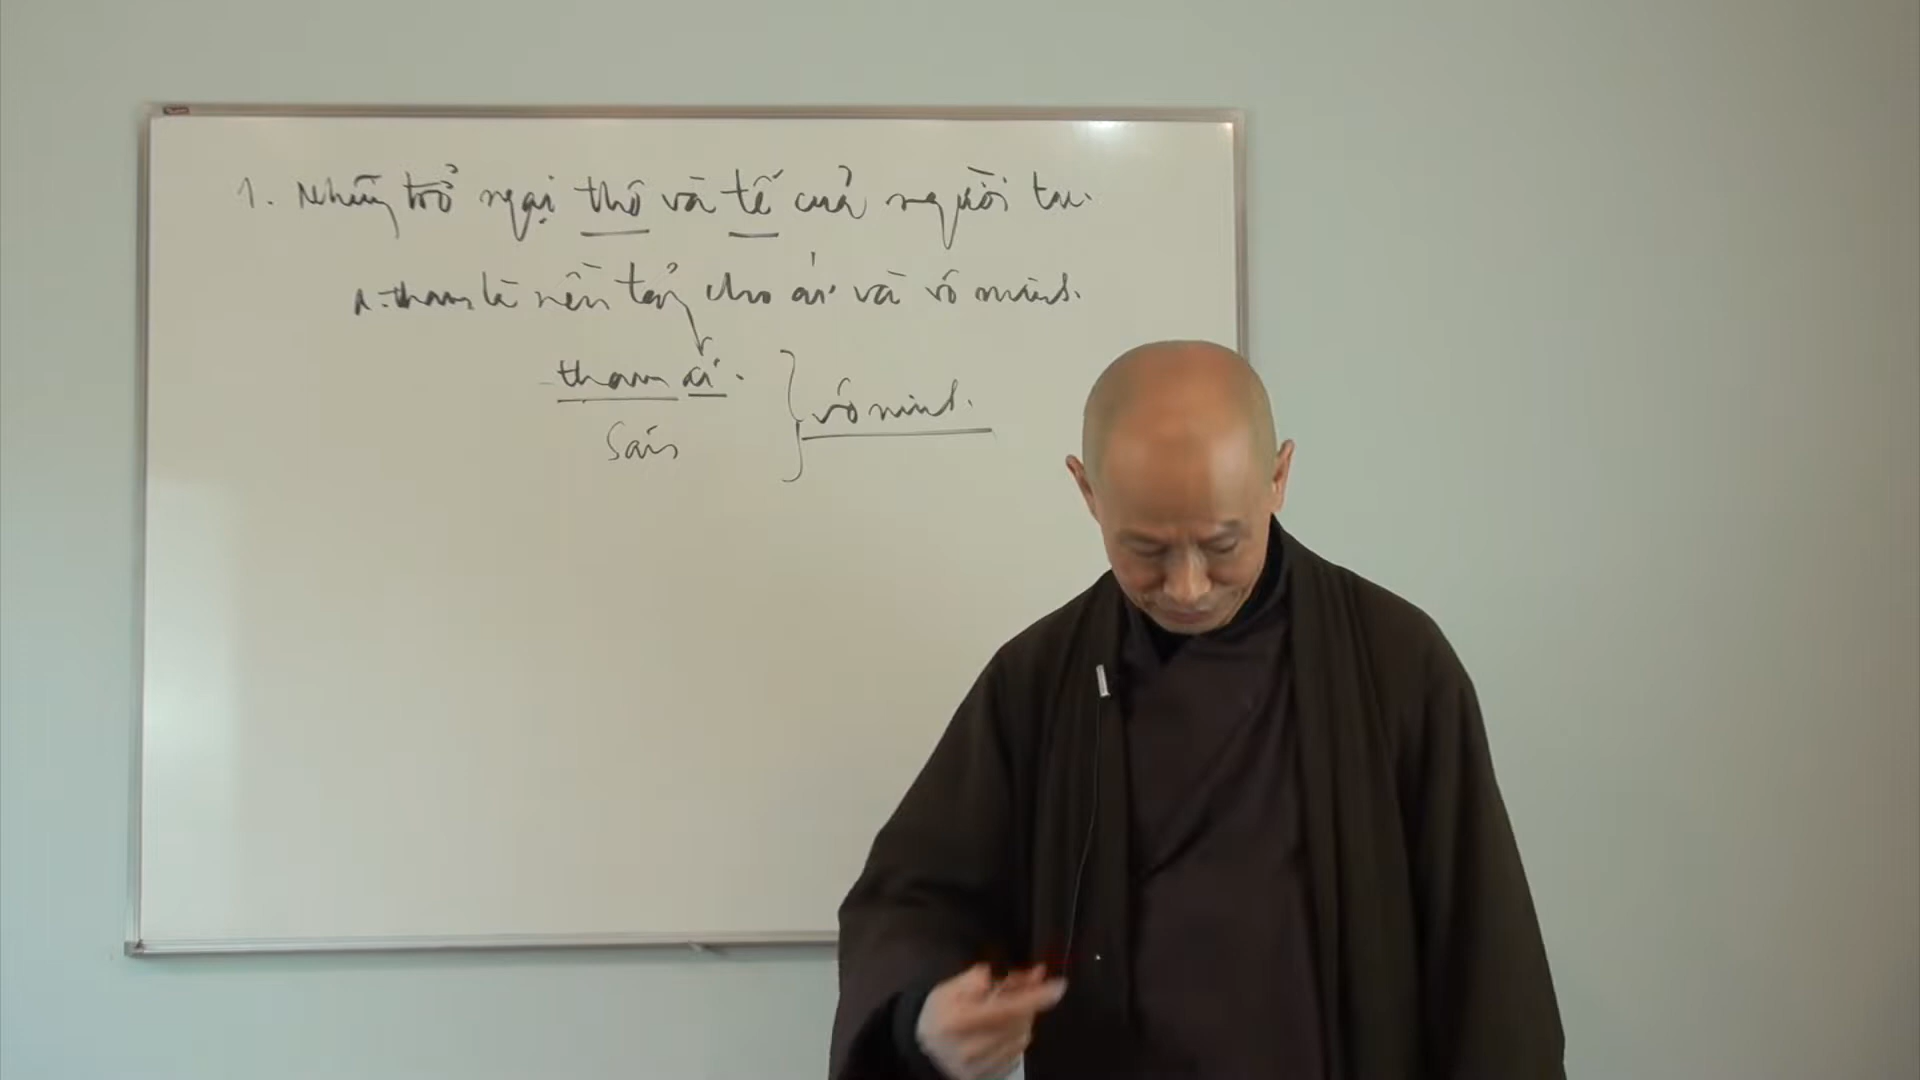 1. Những trở ngại thô và tế của người tu.
a. tham là nền tảng cho ái và vô minh.
tham ái.
vô minh.
Sân